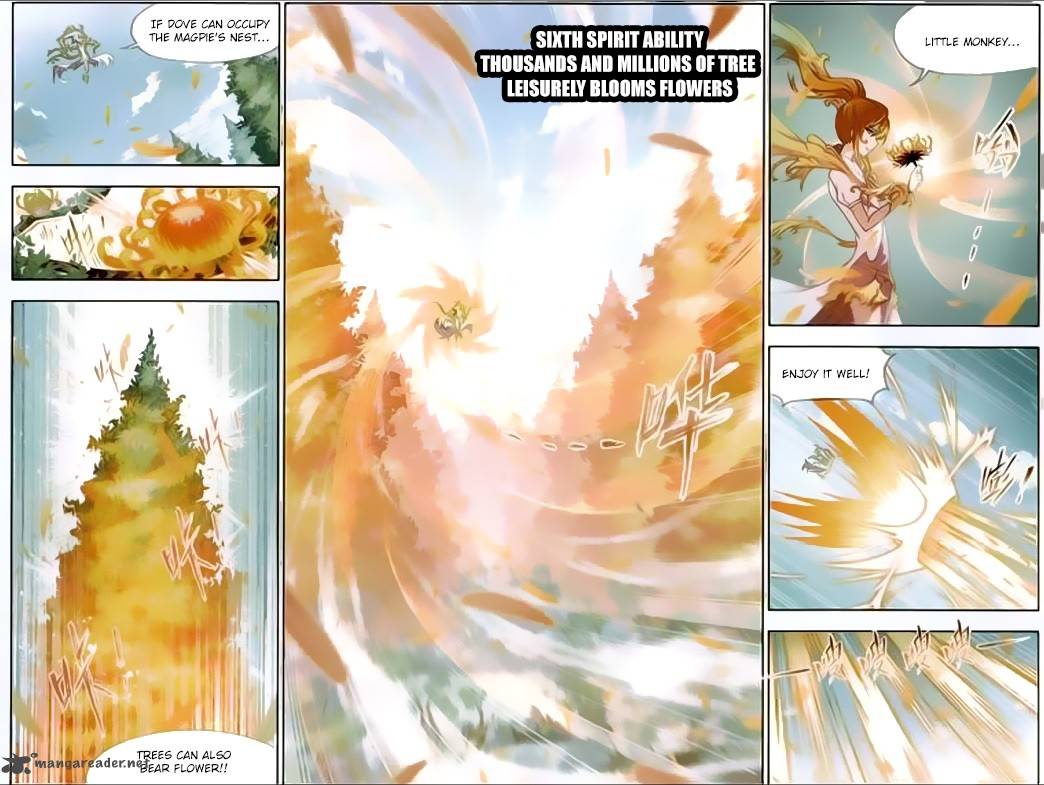 IF DOVE CAN OCCUPY
THE MAGPIE'S NEST...
TREES CAN ALSO
BEAR FLOWER!!
SIXTH SPIRIT ABILITY
THOUSANDS AND MILLIONS OF TREE
LEISURELY BLOOMS FLOWERS
LITTLE MONKEY...
ENJOY IT WELL!
mangareader.net